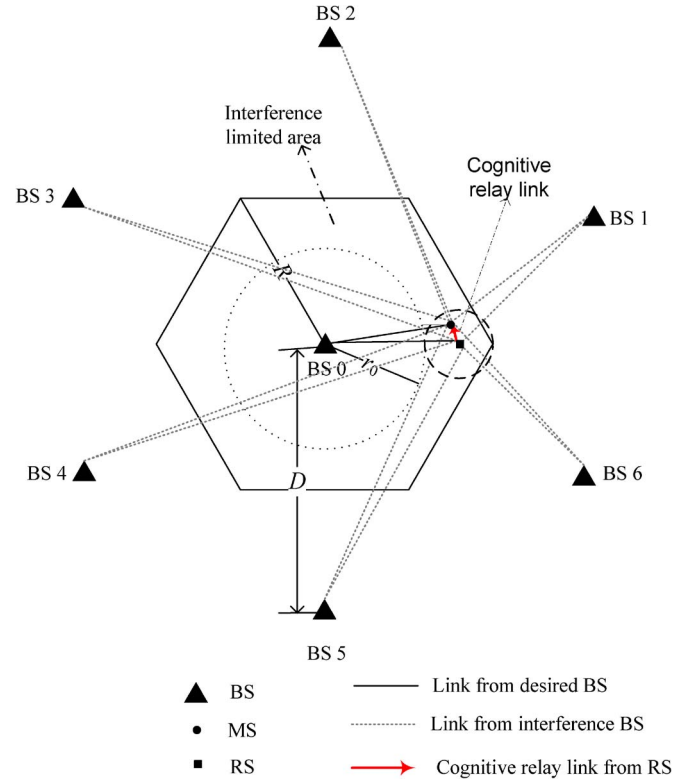 BS 2
Interference
limited area
Cognitive
relay link
BS 3
BS 1
R
BS 0
r₀
BS 4
D
BS 6
BS 5
BS
Link from desired BS
MS
Link from interference BS
RS
Cognitive relay link from RS